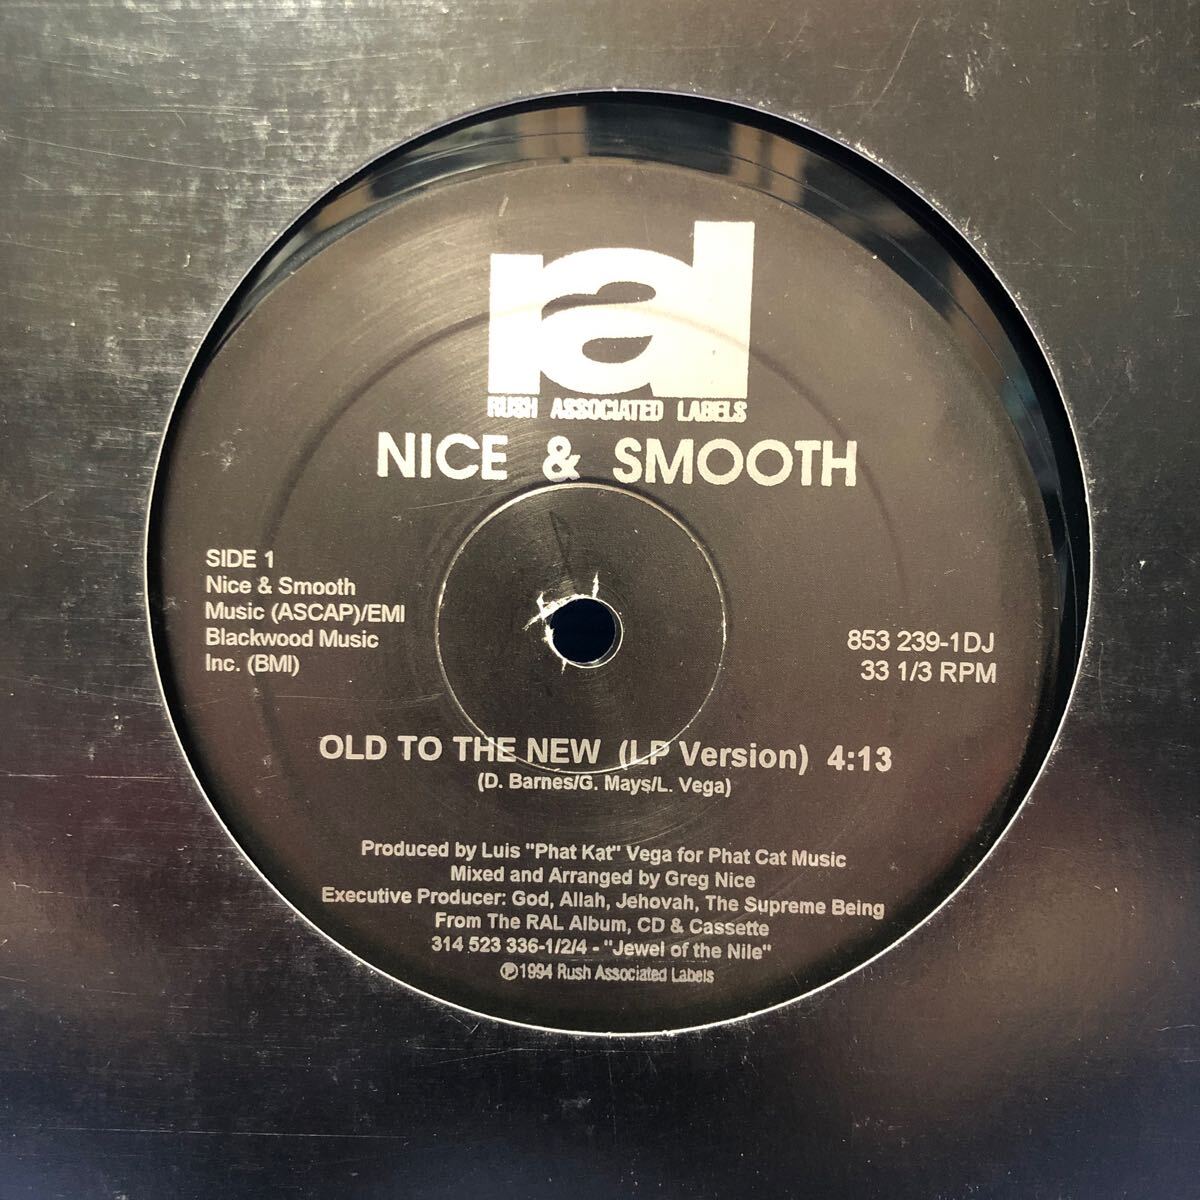 ral
RUSH ASSOCIATED LABELS
NICE & SMOOTH
SIDE 1
Nice & Smooth
Music (ASCAP)/EMI
Blackwood Music
Inc. (BMI)
853 239-1DJ
33 1/3 RPM
OLD TO THE NEW (LP Version) 4:13
(D. Barnes/G. Mays/L. Vega)
Produced by Luis "Phat Kat" Vega for Phat Cat Music
Mixed and Arranged by Greg Nice
Executive Producer: God, Allah, Jehovah, The Supreme Being
From The RAL Album, CD & Cassette
314 523 336-1/2/4 - "Jewel of the Nile"
℗1994 Rush Associated Labels